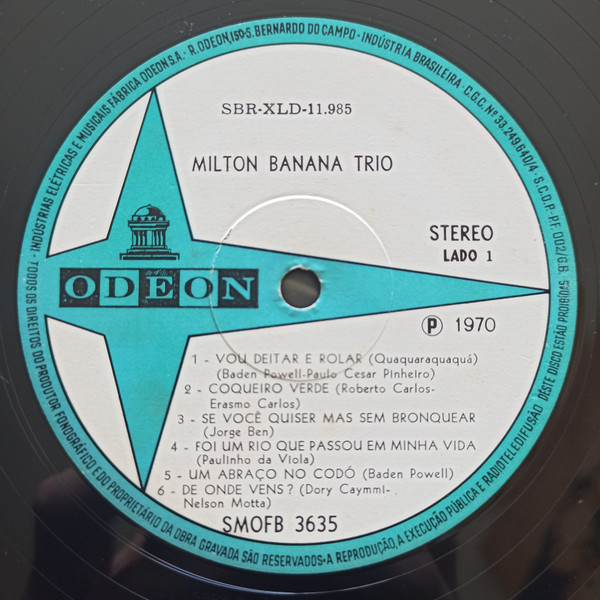 INDÚSTRIAS ELÉTRICAS E MUSICAIS FÁBRICA ODEON S.A. - R. ODEON, 150-S. BERNARDO DO CAMPO - INDÚSTRIA BRASILEIRA - C.G.C. Nº 33.249.640/4 - S.C.D.P.-P.F. 002/G.B.
SBR-XLD-11.985
MILTON BANANA TRIO
STEREO
LADO 1
ODEON
Ⓟ 1970
1 - VOU DEITAR E ROLAR (Quaquaraquaquá)
(Baden Powell-Paulo Cesar Pinheiro)
2 - COQUEIRO VERDE (Roberto Carlos-
Erasmo Carlos)
3 - SE VOCÊ QUISER MAS SEM BRONQUEAR
(Jorge Ben)
4 - FOI UM RIO QUE PASSOU EM MINHA VIDA
(Paulinho da Viola)
5 - UM ABRAÇO NO CODÓ (Baden Powell)
6 - DE ONDE VENS? (Dory Caymmi-
Nelson Motta)
SMOFB 3635
TODOS OS DIREITOS DO PRODUTOR FONOGRÁFICO E DO PROPRIETÁRIO DA OBRA GRAVADA SÃO RESERVADOS - A REPRODUÇÃO, A EXECUÇÃO PÚBLICA E RADIOTELEDIFUSÃO DÊSTE DISCO ESTÃO PROIBIDAS